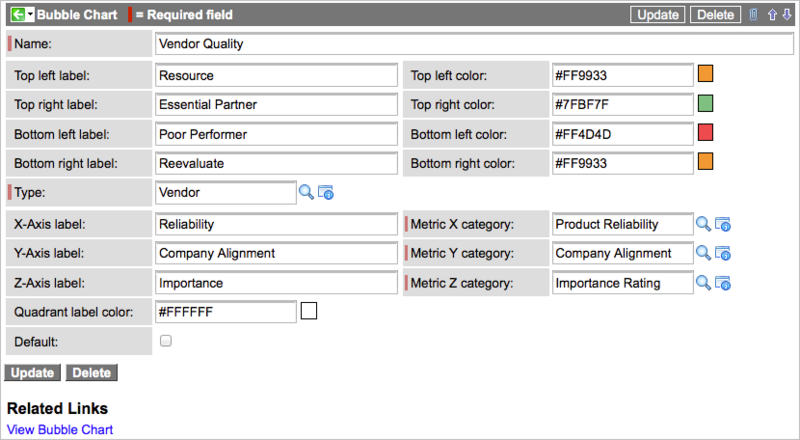 Bubble Chart = Required field Update Delete
Name: Vendor Quality
Top left label: Resource Top left color: #FF9933
Top right label: Essential Partner Top right color: #7FBF7F
Bottom left label: Poor Performer Bottom left color: #FF4D4D
Bottom right label: Reevaluate Bottom right color: #FF9933
Type: Vendor
X-Axis label: Reliability Metric X category: Product Reliability
Y-Axis label: Company Alignment Metric Y category: Company Alignment
Z-Axis label: Importance Metric Z category: Importance Rating
Quadrant label color: #FFFFFF
Default:
Update Delete
Related Links
View Bubble Chart